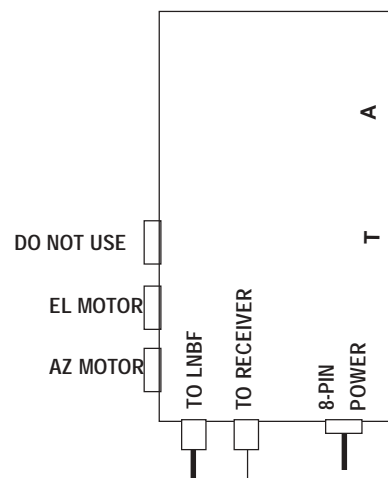 A
T
DO NOT USE
EL MOTOR
AZ MOTOR
TO LNBF
TO RECEIVER
8-PIN
POWER